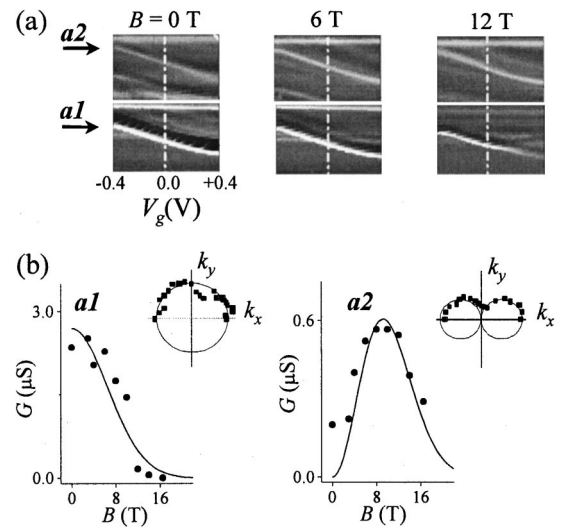 (a)
B = 0 T 6 T 12 T
a2
a1
-0.4 0.0 +0.4
Vg(V)
(b)
a1 ky kx
3.0
G (μS)
0.0
0 8 16
B (T)
a2 ky kx
0.6
G (μS)
0.0
0 8 16
B (T)